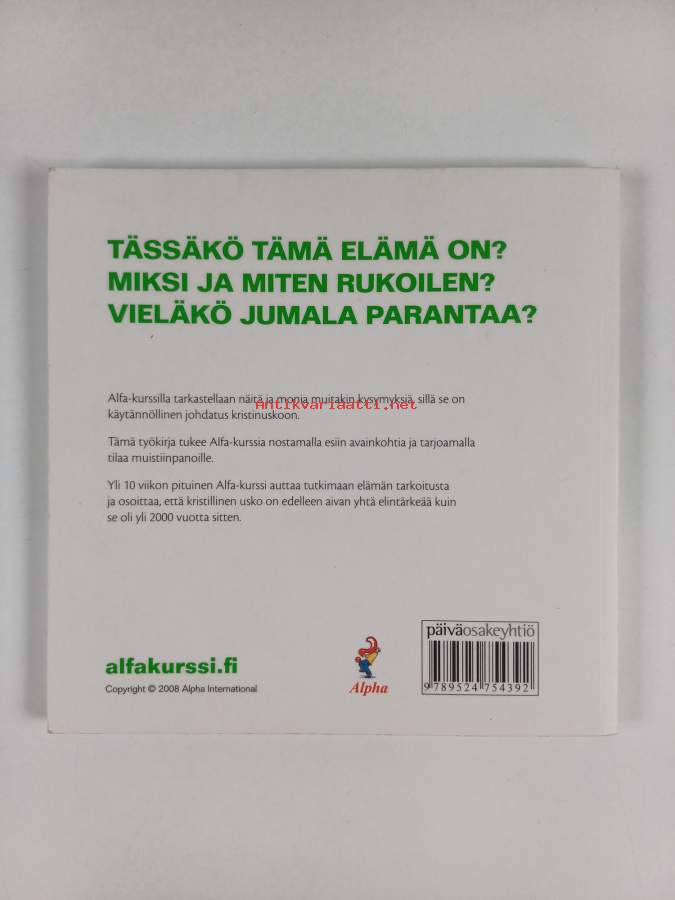 TÄSSÄKÖ TÄMÄ ELÄMÄ ON?
MIKSI JA MITEN RUKOILEN?
VIELÄKÖ JUMALA PARANTAA?
Alfa-kurssilla tarkastellaan näitä ja monia muitakin kysymyksiä, sillä se on
Antikvariaatti.net
käytännöllinen johdatus kristinuskoon.
Tämä työkirja tukee Alfa-kurssia nostamalla esiin avainkohtia ja tarjoamalla
tilaa muistiinpanoille.
Yli 10 viikon pituinen Alfa-kurssi auttaa tutkimaan elämän tarkoitusta
ja osoittaa, että kristillinen usko on edelleen aivan yhtä elintärkeää kuin
se oli yli 2000 vuotta sitten.
päiväosakeyhtiö
alfakurssi.fi
Copyright © 2008 Alpha International
Alpha
9 789524 754392